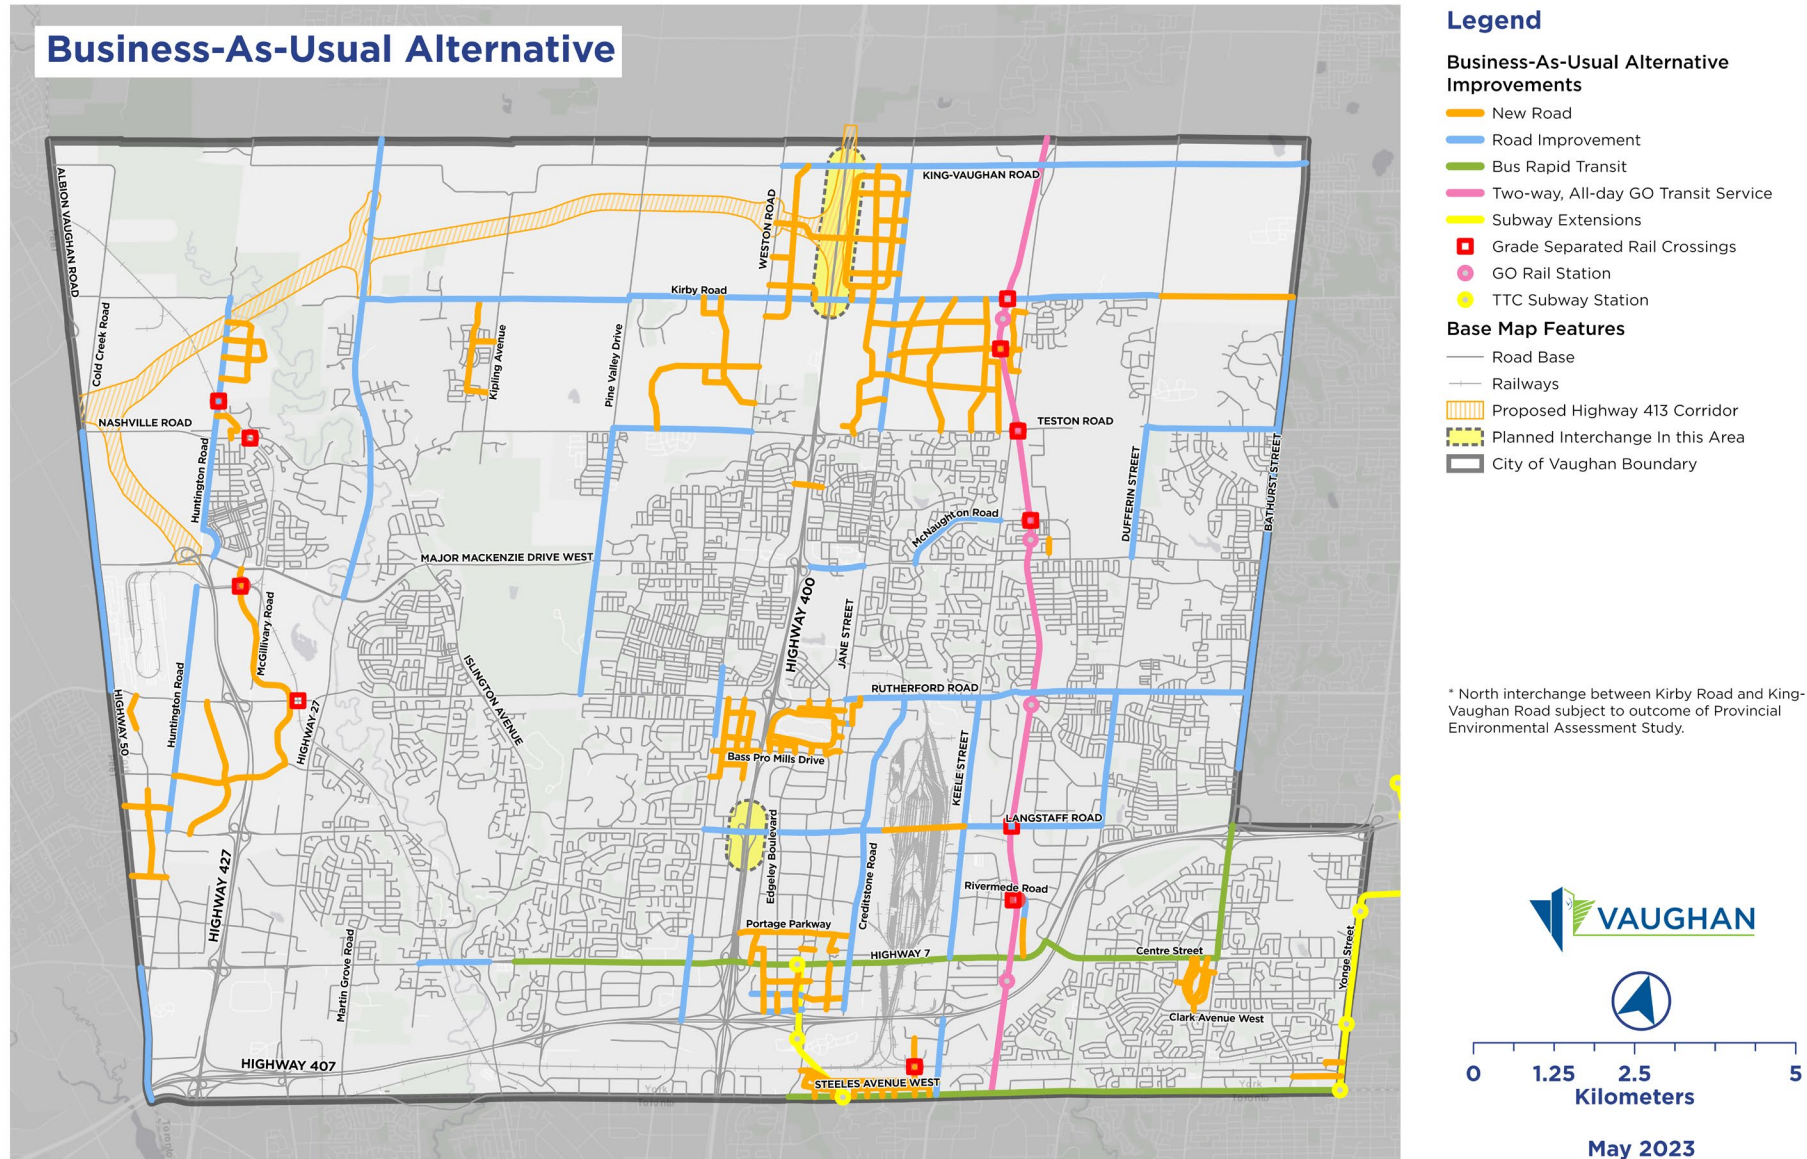 Business-As-Usual Alternative
KING-VAUGHAN ROAD
ALBION VAUGHAN ROAD
WESTON ROAD
Kirby Road
Cold Creek Road
Kipling Avenue
Pine Valley Drive
NASHVILLE ROAD
TESTON ROAD
Huntington Road
DUFFERIN STREET
BATHURST STREET
McNaughton Road
MAJOR MACKENZIE DRIVE WEST
HIGHWAY 400
JANE STREET
McGillivary Road
ISLINGTON AVENUE
Huntington Road
HIGHWAY 50
HIGHWAY 27
RUTHERFORD ROAD
Bass Pro Mills Drive
KEELE STREET
LANGSTAFF ROAD
Edgeley Boulevard
Creditstone Road
HIGHWAY 427
Rivermede Road
Portage Parkway
HIGHWAY 7
Centre Street
Martin Grove Road
Yonge Street
Clark Avenue West
HIGHWAY 407
STEELES AVENUE WEST
York
Toronto
York
Toronto
Legend
Business-As-Usual Alternative
Improvements
New Road
Road Improvement
Bus Rapid Transit
Two-way, All-day GO Transit Service
Subway Extensions
Grade Separated Rail Crossings
GO Rail Station
TTC Subway Station
Base Map Features
Road Base
Railways
Proposed Highway 413 Corridor
Planned Interchange In this Area
City of Vaughan Boundary
* North interchange between Kirby Road and King-
Vaughan Road subject to outcome of Provincial
Environmental Assessment Study.
VAUGHAN
0 1.25 2.5 5
Kilometers
May 2023